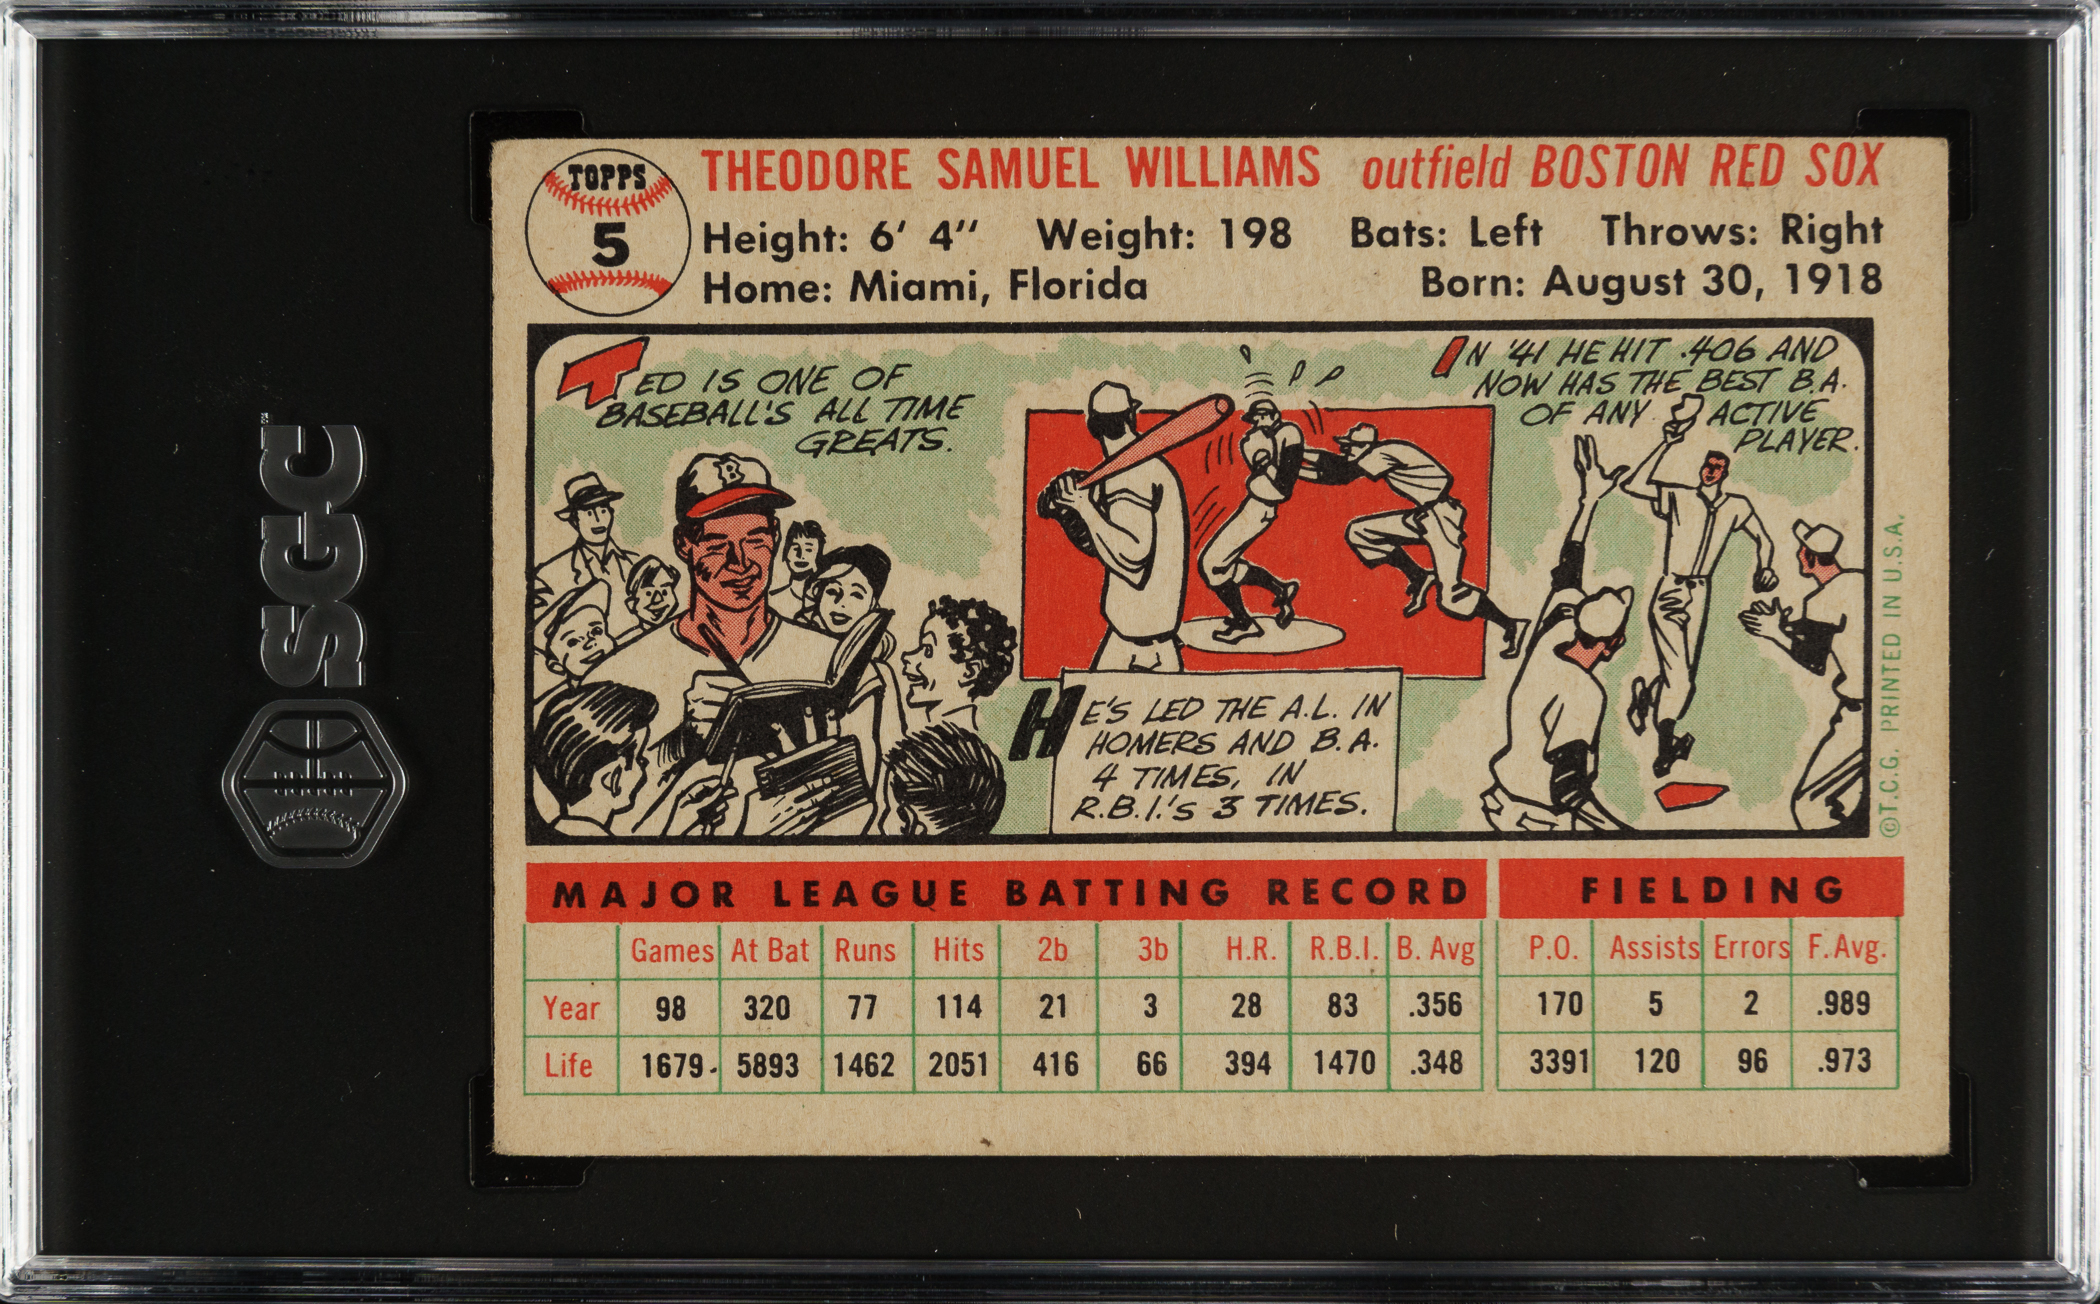 SGC
TOPPS
5
THEODORE SAMUEL WILLIAMS outfield BOSTON RED SOX
Height: 6' 4" Weight: 198 Bats: Left Throws: Right
Home: Miami, Florida Born: August 30, 1918
TED IS ONE OF
BASEBALL'S ALL TIME
GREATS.
B
HE'S LED THE A.L. IN
HOMERS AND B.A.
4 TIMES, IN
R.B.I.'S 3 TIMES.
IN '41 HE HIT .406 AND
NOW HAS THE BEST B.A.
OF ANY ACTIVE
PLAYER.
©T.C.G. PRINTED IN U.S.A.
MAJOR LEAGUE BATTING RECORD FIELDING
Games At Bat Runs Hits 2b 3b H.R. R.B.I. B. Avg P.O. Assists Errors F. Avg.
Year 98 320 77 114 21 3 28 83 .356 170 5 2 .989
Life 1679 5893 1462 2051 416 66 394 1470 .348 3391 120 96 .973